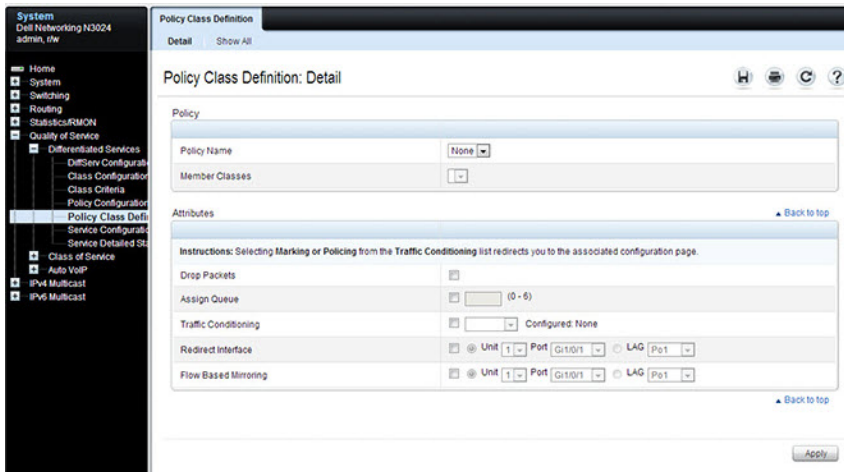 System
Dell Networking N3024
admin, r/w
Home
System
Switching
Routing
Statistics/RMON
Quality of Service
Differentiated Services
DiffServ Configurati
Class Configuration
Class Criteria
Policy Configuration
Policy Class Defi
Service Configuratio
Service Detailed Sta
Class of Service
Auto VoIP
IPv4 Multicast
IPv6 Multicast
Policy Class Definition
Detail Show All
Policy Class Definition: Detail
?
Policy
Policy Name None
Member Classes
Attributes Back to top
Instructions: Selecting Marking or Policing from the Traffic Conditioning list redirects you to the associated configuration page.
Drop Packets
Assign Queue (0 - 6)
Traffic Conditioning Configured: None
Redirect Interface Unit 1 Port Gi1/0/1 LAG Po1
Flow Based Mirroring Unit 1 Port Gi1/0/1 LAG Po1
Back to top
Apply